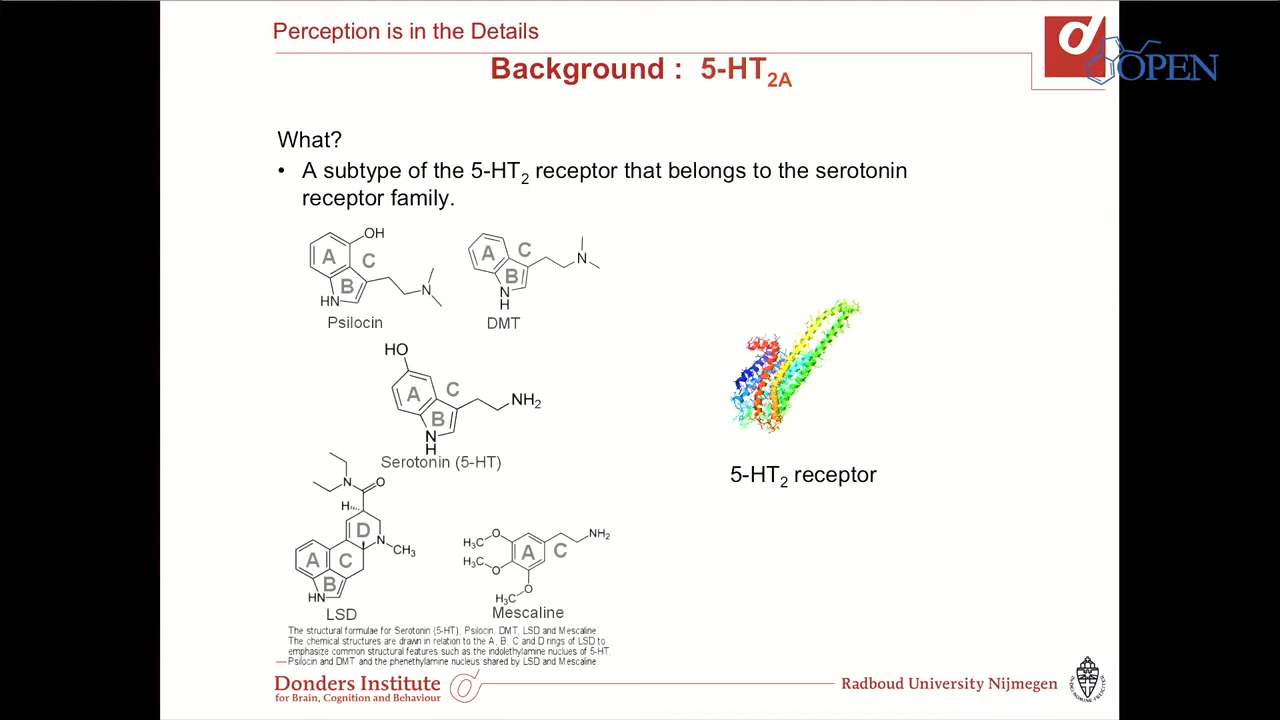 Perception is in the Details
OPEN
Background : 5-HT2A
What?
• A subtype of the 5-HT2 receptor that belongs to the serotonin
receptor family.
OH
A
C
B
HN
N
Psilocin
A
C
B
N
H
N
DMT
HO
A
C
B
N
H
NH2
Serotonin (5-HT)
N
O
H
D
N
CH3
A
C
B
HN
LSD
H3C
O
NH2
A
C
H3C
O
O
H3C
Mescaline
5-HT2 receptor
The structural formulae for Serotonin (5-HT), Psilocin, DMT, LSD and Mescaline.
The chemical structures are drawn in relation to the A, B, C and D rings of LSD to
emphasize common structural features such as the indolethylamine nuclues of 5-HT,
Psilocin and DMT and the phenethylamine nucleus shared by LSD and Mescaline.
Donders Institute
for Brain, Cognition and Behaviour
Radboud University Nijmegen